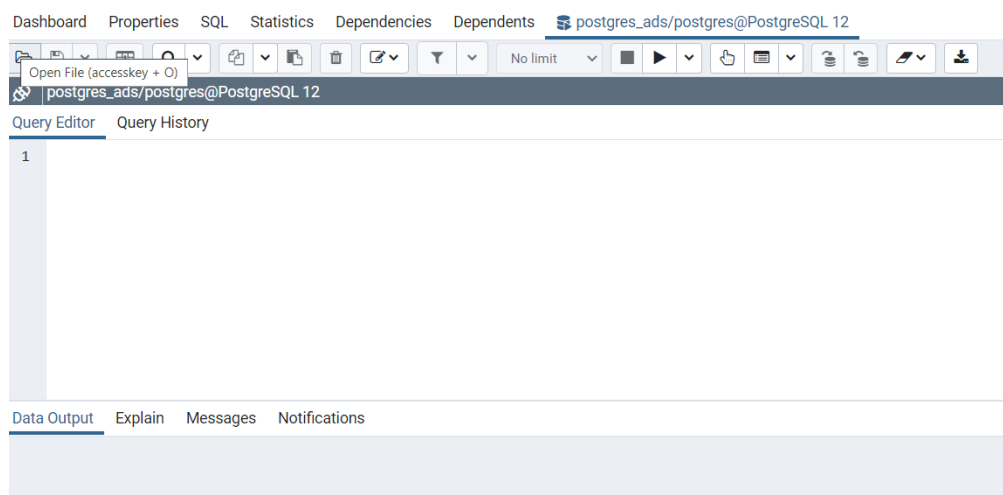 Dashboard Properties SQL Statistics Dependencies Dependents postgres_ads/postgres@PostgreSQL 12
No limit
Open File (accesskey + O)
postgres_ads/postgres@PostgreSQL 12
Query Editor Query History
1
Data Output Explain Messages Notifications